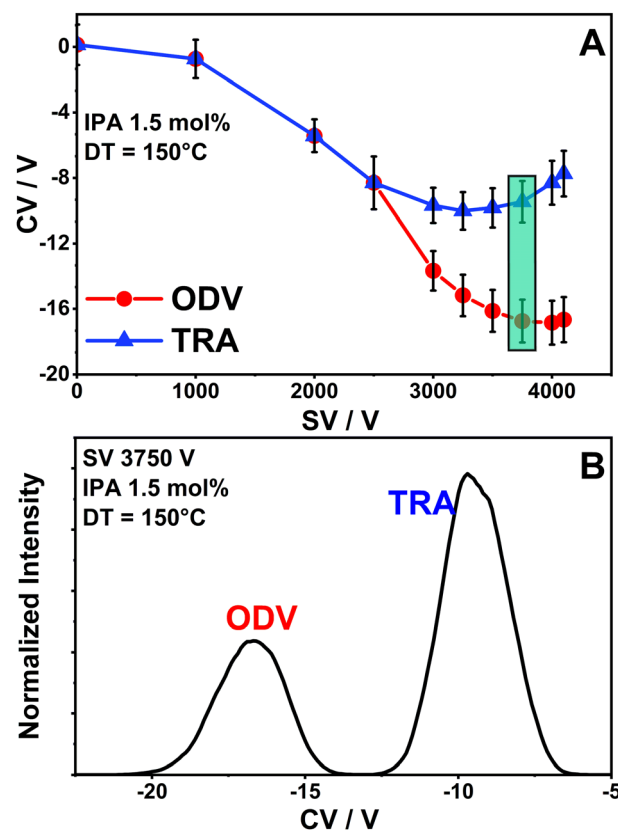 A
0
-4
-8
-12
-16
-20
CV / V
IPA 1.5 mol%
DT = 150°C
ODV
TRA
0
1000
2000
3000
4000
SV / V
B
SV 3750 V
IPA 1.5 mol%
DT = 150°C
TRA
ODV
Normalized Intensity
-20
-15
-10
-5
CV / V